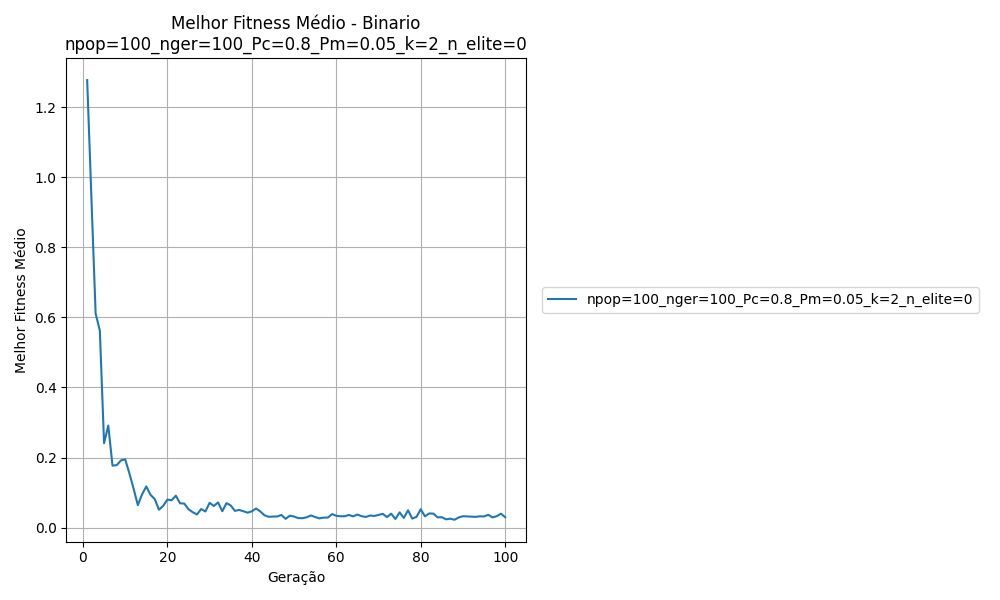 Melhor Fitness Médio - Binario
npop=100_nger=100_Pc=0.8_Pm=0.05_k=2_n_elite=0
Melhor Fitness Médio
1.2
1.0
0.8
0.6
0.4
0.2
0.0
0 20 40 60 80 100
Geração
npop=100_nger=100_Pc=0.8_Pm=0.05_k=2_n_elite=0